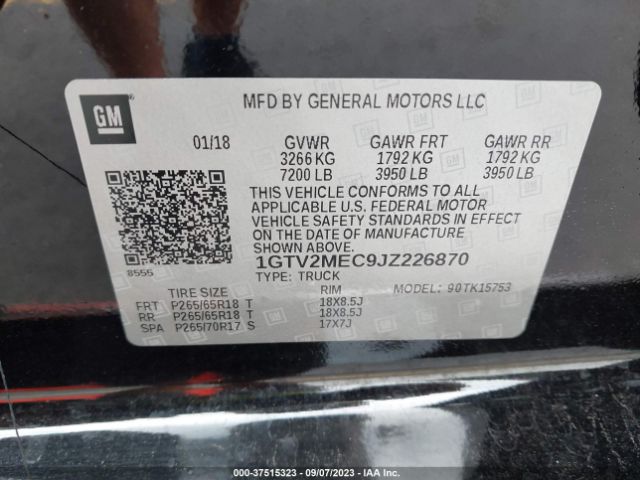 GM
MFD BY GENERAL MOTORS LLC
01/18 GVWR GAWR FRT GAWR RR
3266 KG 1792 KG 1792 KG
7200 LB 3950 LB 3950 LB
THIS VEHICLE CONFORMS TO ALL
APPLICABLE U.S. FEDERAL MOTOR
VEHICLE SAFETY STANDARDS IN EFFECT
ON THE DATE OF MANUFACTURE
SHOWN ABOVE.
8555
1GTV2MEC9JZ226870
TYPE: TRUCK MODEL: 90TK15753
TIRE SIZE RIM
FRT P265/65R18 T 18X8.5J
RR P265/65R18 T 18X8.5J
SPA P265/70R17 S 17X7J
000-37515323 - 09/07/2023 - IAA Inc.